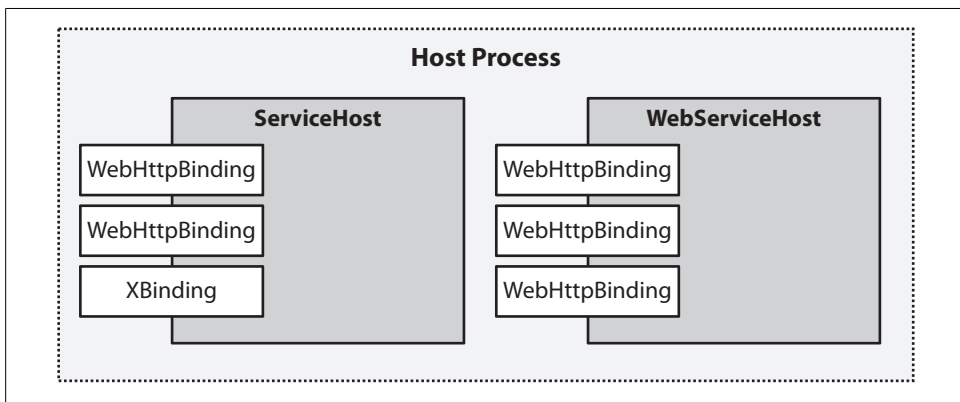 Host Process
ServiceHost
WebHttpBinding
WebHttpBinding
XBinding
WebServiceHost
WebHttpBinding
WebHttpBinding
WebHttpBinding